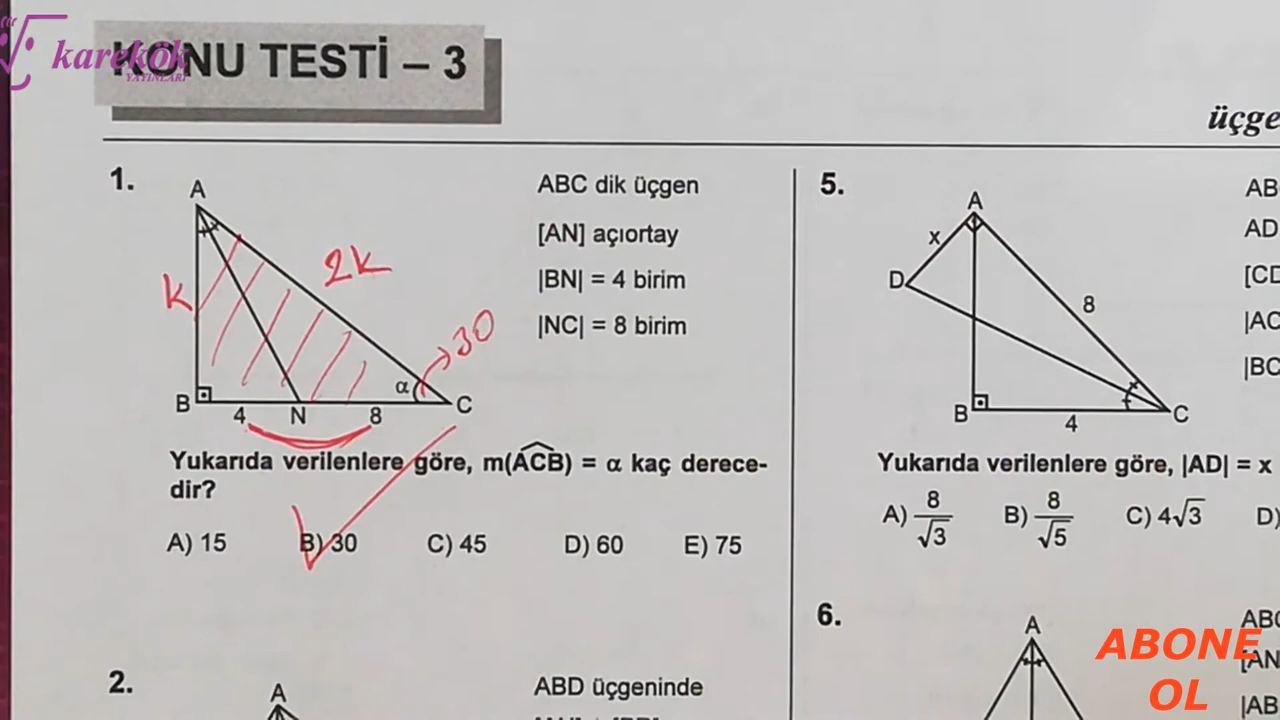 karekök
YAYINLARI
KONU TESTİ – 3
üçge
1.
A
B
4
N
8
C
α
k
2k
30
ABC dik üçgen
[AN] açıortay
|BN| = 4 birim
|NC| = 8 birim
Yukarıda verilenlere göre, m(ACB) = α kaç derece-
dir?
A) 15 B) 30 C) 45 D) 60 E) 75
2.
A
ABD üçgeninde
5.
A
x
D
8
B
4
C
AB
AD
[CD
|AC
|BC
Yukarıda verilenlere göre, |AD| = x
A) 8/√3 B) 8/√5 C) 4√3 D)
6.
A
ABC
[AN
|AB
ABONE
OL